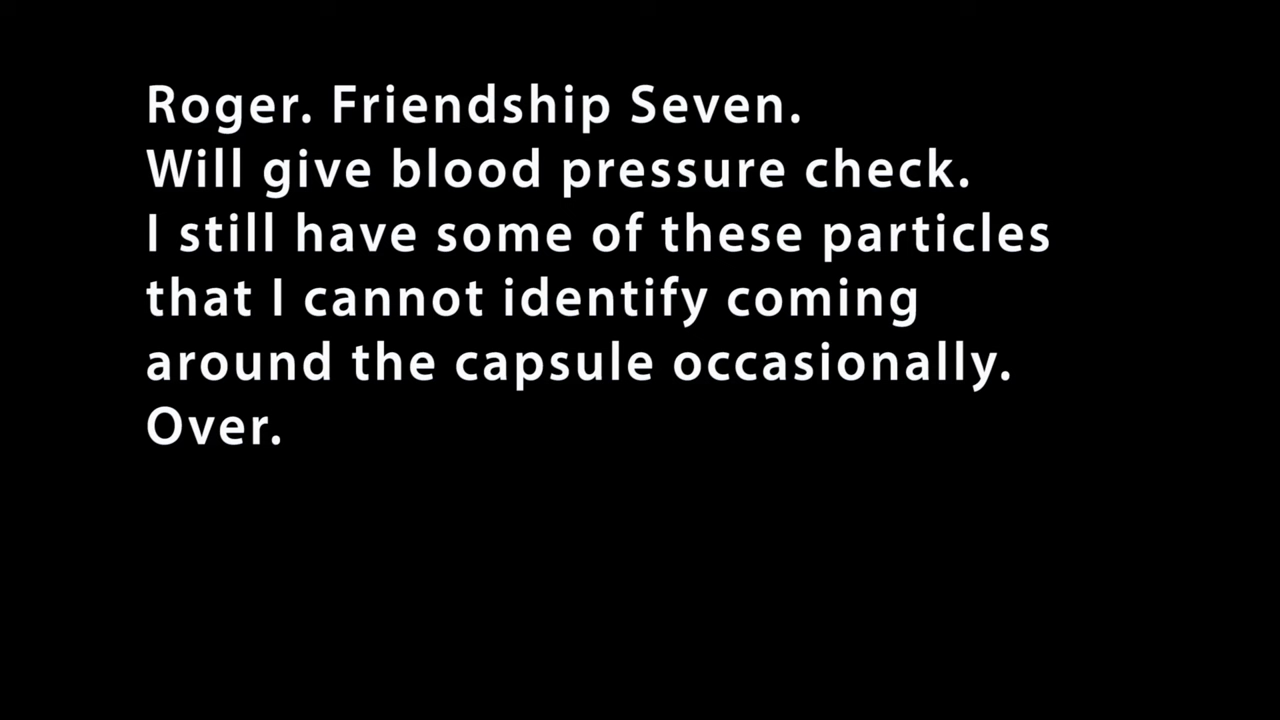 Roger. Friendship Seven.
Will give blood pressure check.
I still have some of these particles
that I cannot identify coming
around the capsule occasionally.
Over.